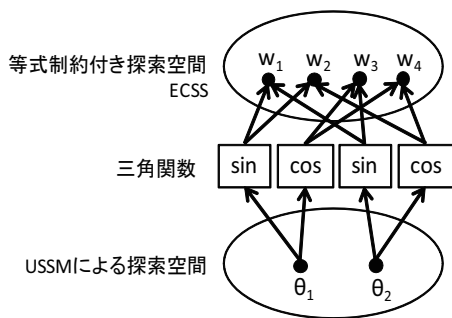 w1 w2 w3 w4
等式制約付き探索空間
ECSS
三角関数 sin cos sin cos
USSMによる探索空間
θ1 θ2